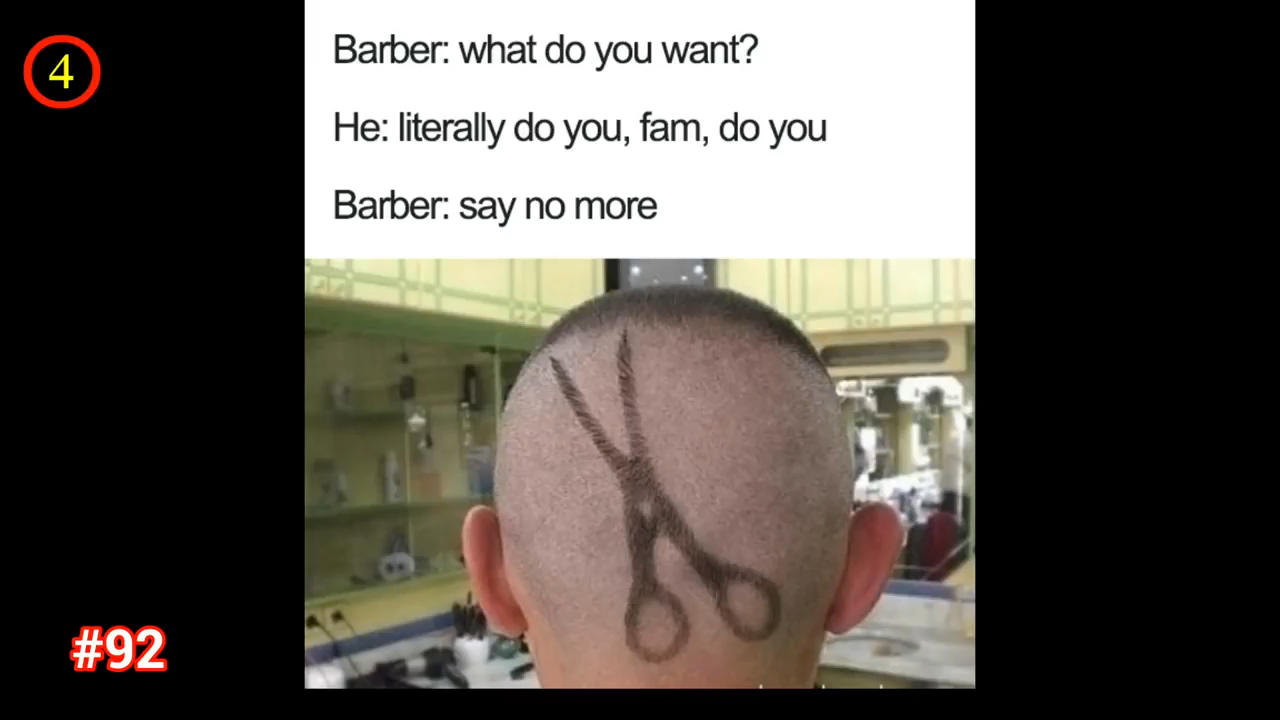 4
Barber: what do you want?
He: literally do you, fam, do you
Barber: say no more
#92